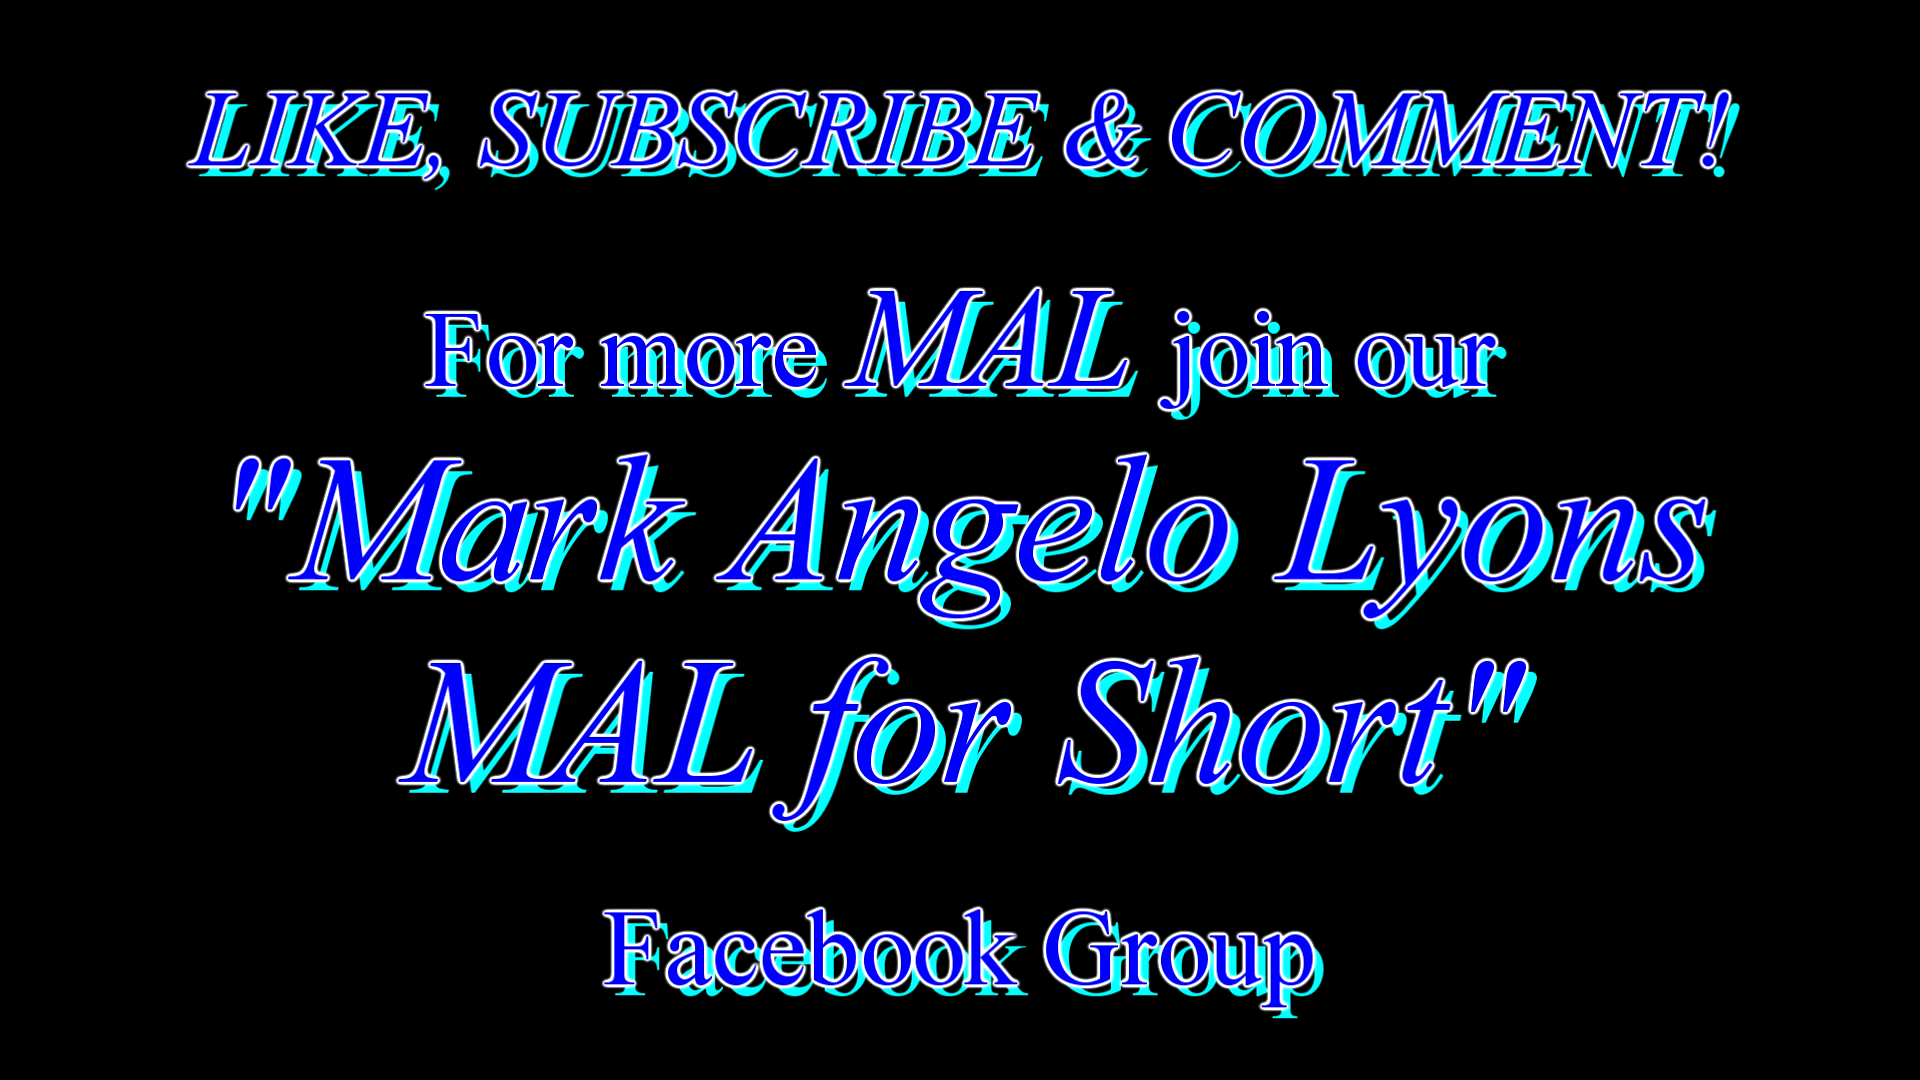 LIKE, SUBSCRIBE & COMMENT!
For more MAL join our
"Mark Angelo Lyons
MAL for Short"
Facebook Group